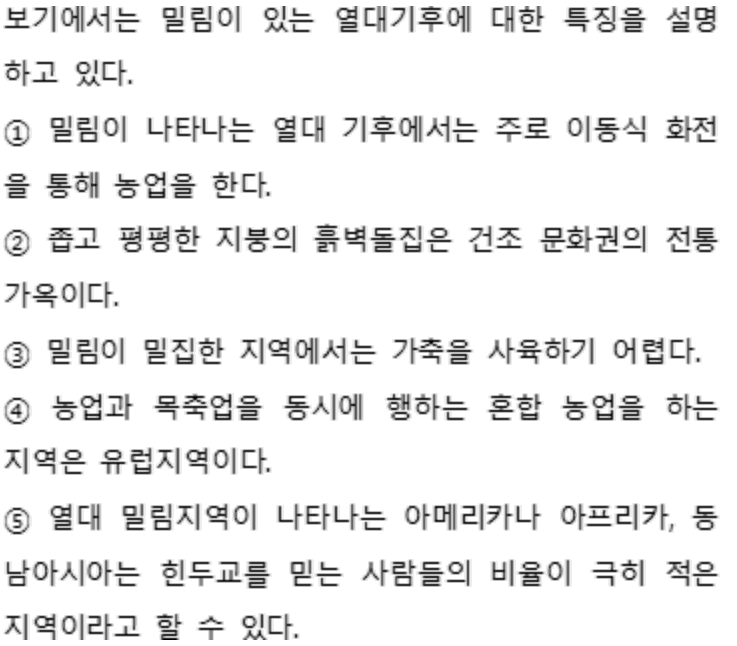 보기에서는 밀림이 있는 열대기후에 대한 특징을 설명
하고 있다.
① 밀림이 나타나는 열대 기후에서는 주로 이동식 화전
을 통해 농업을 한다.
② 좁고 평평한 지붕의 흙벽돌집은 건조 문화권의 전통
가옥이다.
③ 밀림이 밀집한 지역에서는 가축을 사육하기 어렵다.
④ 농업과 목축업을 동시에 행하는 혼합 농업을 하는
지역은 유럽지역이다.
⑤ 열대 밀림지역이 나타나는 아메리카나 아프리카, 동
남아시아는 힌두교를 믿는 사람들의 비율이 극히 적은
지역이라고 할 수 있다.